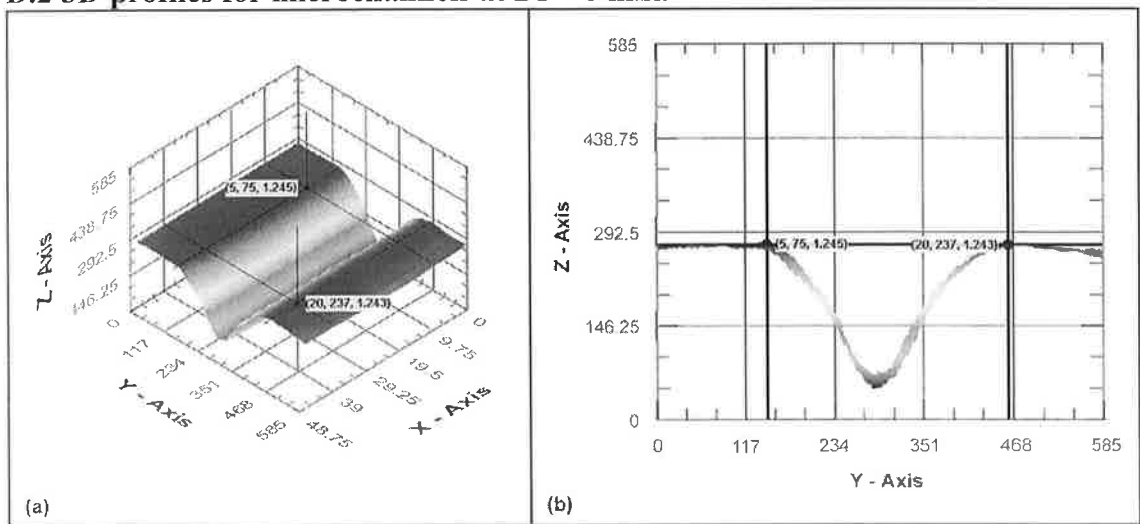 585
438.75
292.5
146.25
0
Z - Axis
(5, 75, 1.245)
(20, 237, 1.243)
0
9.75
19.5
29.25
39
48.75
X - Axis
117
234
351
468
585
Y - Axis
(a)
585
438.75
292.5
146.25
0
Z - Axis
(5, 75, 1.245)
(20, 237, 1.243)
0
117
234
351
468
585
Y - Axis
(b)